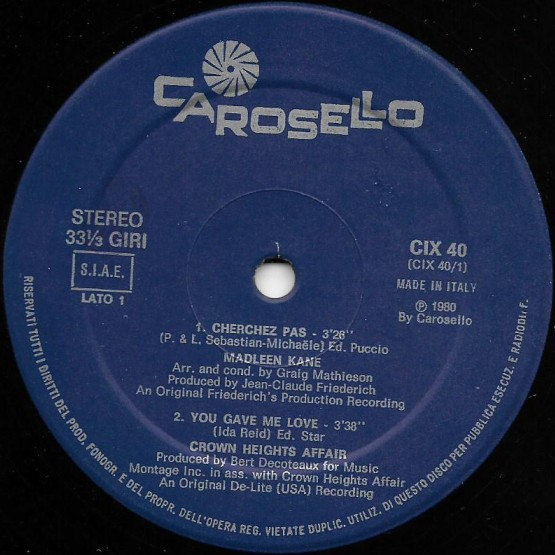 CAROSELLO
STEREO
33⅓ GIRI
S.I.A.E.
LATO 1
CIX 40
(CIX 40/1)
MADE IN ITALY
℗ 1980
By Carosello
1. CHERCHEZ PAS - 3'26''
(P. & L. Sebastian-Michaële) Ed. Puccio
MADLEEN KANE
Arr. and cond. by Graig Mathieson
Produced by Jean-Claude Friederich
An Original Friederich's Production Recording
2. YOU GAVE ME LOVE - 3'38''
(Ida Reid) Ed. Star
CROWN HEIGHTS AFFAIR
Produced by Bert Decoteaux for Music
Montage Inc. in ass. with Crown Heights Affair
An Original De-Lite (USA) Recording
RISERVATI TUTTI I DIRITTI DEL PROD. FONOGR. E DEL PROPR. DELL'OPERA REG. VIETATE DUPLIC. UTILIZ. DI QUESTO DISCO PER PUBBLICA ESECUZ. E RADIODIFF.